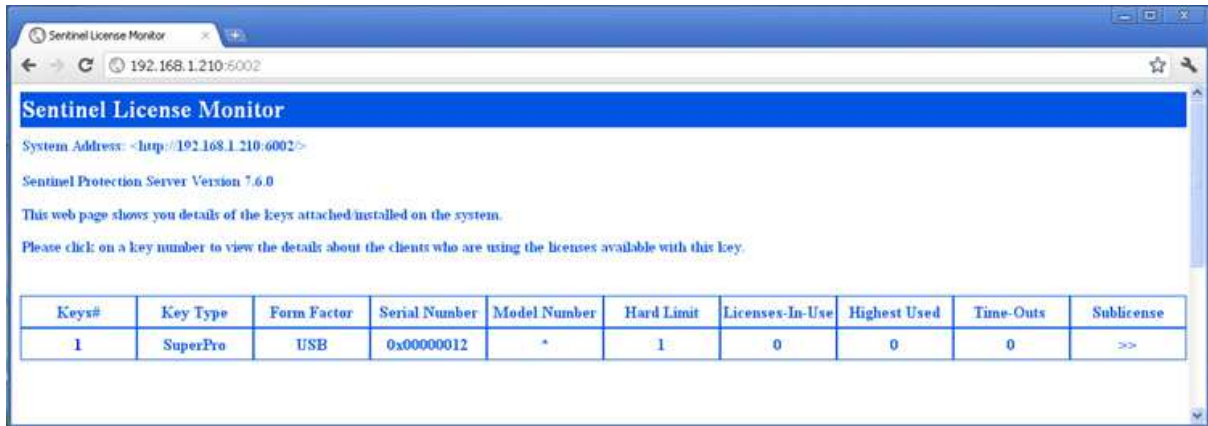 Sentinel License Monitor
192.168.1.210:6002
Sentinel License Monitor
System Address: <http://192.168.1.210:6002/>
Sentinel Protection Server Version 7.6.0
This web page shows you details of the keys attached/installed on the system.
Please click on a key number to view the details about the clients who are using the licenses available with this key.
Keys# Key Type Form Factor Serial Number Model Number Hard Limit Licenses-In-Use Highest Used Time-Outs Sublicense
1 SuperPro USB 0x00000012 * 1 0 0 0 >>